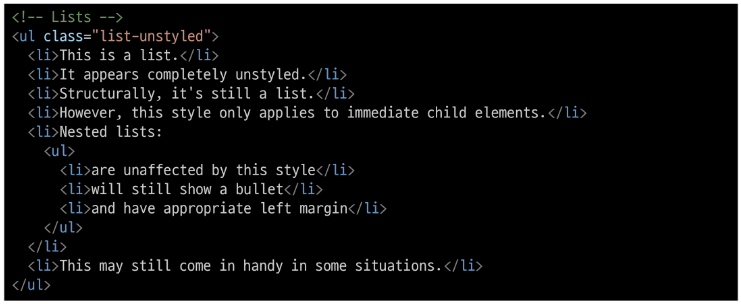 <!-- Lists -->
<ul class="list-unstyled">
  <li>This is a list.</li>
  <li>It appears completely unstyled.</li>
  <li>Structurally, it's still a list.</li>
  <li>However, this style only applies to immediate child elements.</li>
  <li>Nested lists:
    <ul>
      <li>are unaffected by this style</li>
      <li>will still show a bullet</li>
      <li>and have appropriate left margin</li>
    </ul>
  </li>
  <li>This may still come in handy in some situations.</li>
</ul>